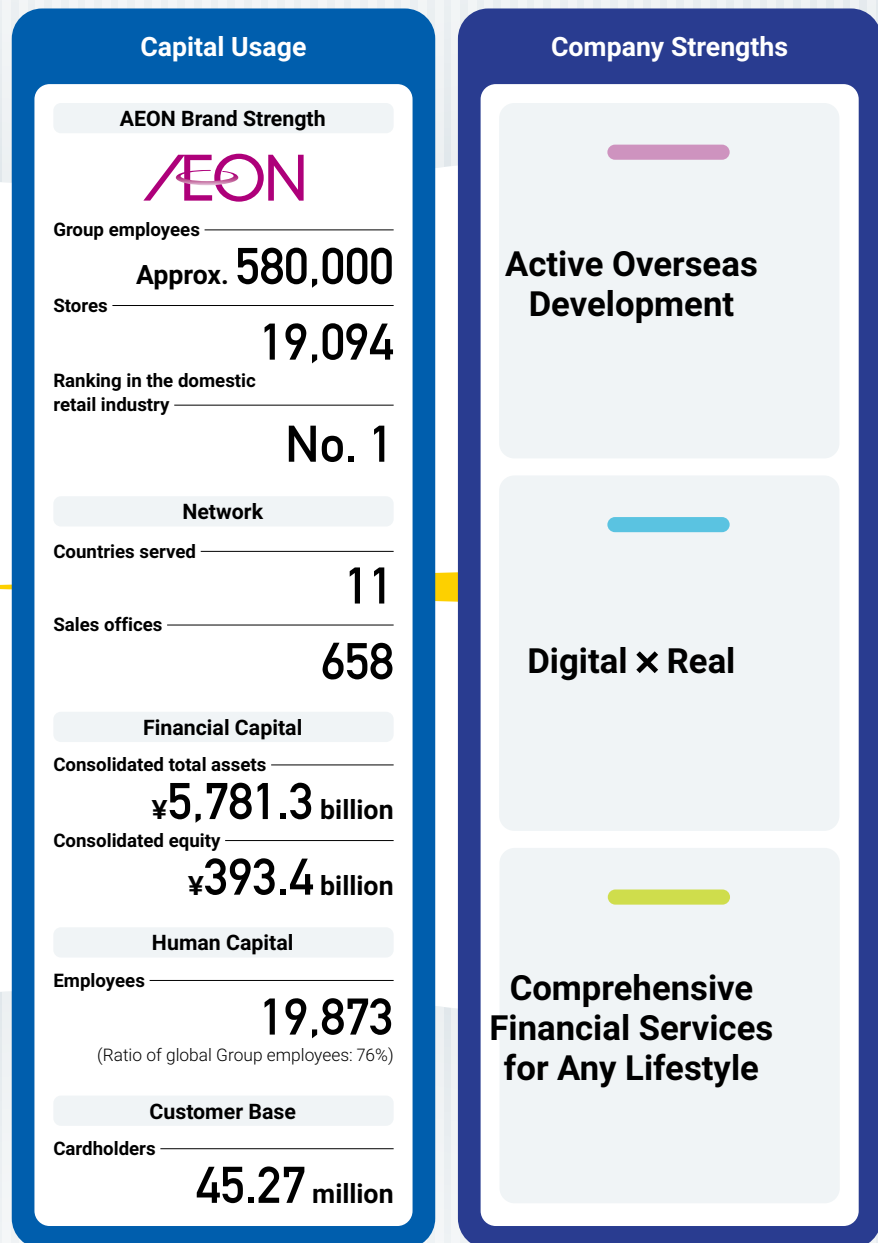 Capital Usage
AEON Brand Strength
ÆON
Group employees
Approx. 580,000
Stores
19,094
Ranking in the domestic
retail industry
No. 1
Network
Countries served
11
Sales offices
658
Financial Capital
Consolidated total assets
¥5,781.3 billion
Consolidated equity
¥393.4 billion
Human Capital
Employees
19,873
(Ratio of global Group employees: 76%)
Customer Base
Cardholders
45.27 million
Company Strengths
Active Overseas
Development
Digital × Real
Comprehensive
Financial Services
for Any Lifestyle